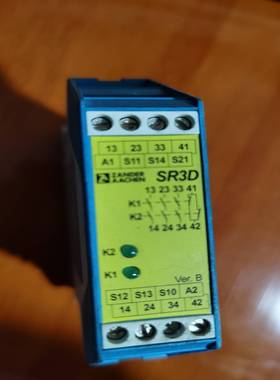 13 23 33 41
A1 S11 S14 S21
ZANDER AACHEN SR3D
13 23 33 41
K1
K2
14 24 34 42
K2
K1
Ver. B
S12 S13 S10 A2
14 24 34 42